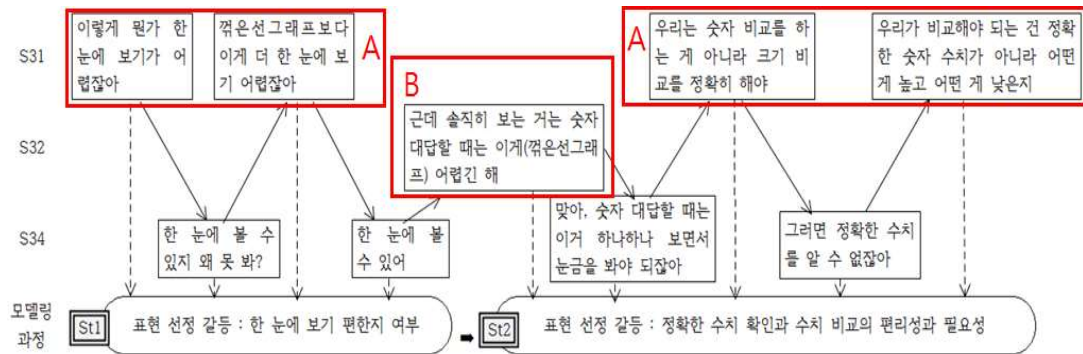 S31
이렇게 뭔가 한
눈에 보기가 어
렵잖아
꺾은선그래프보다
이게 더 한 눈에 보
기 어렵잖아
A
A
우리는 숫자 비교를 하
는 게 아니라 크기 비
교를 정확히 해야
우리가 비교해야 되는 건 정확
한 숫자 수치가 아니라 어떤
게 높고 어떤 게 낮은지
S32
B
근데 솔직히 보는 거는 숫자
대답할 때는 이게(꺾은선그래
프) 어렵긴 해
S34
한 눈에 볼 수
있지 왜 못 봐?
한 눈에 볼
수 있어
맞아, 숫자 대답할 때는
이거 하나하나 보면서
눈금을 봐야 되잖아
그러면 정확한 수치
를 알 수 없잖아
모델링
과정
St1
표현 선정 갈등 : 한 눈에 보기 편한지 여부
St2
표현 선정 갈등 : 정확한 수치 확인과 수치 비교의 편리성과 필요성